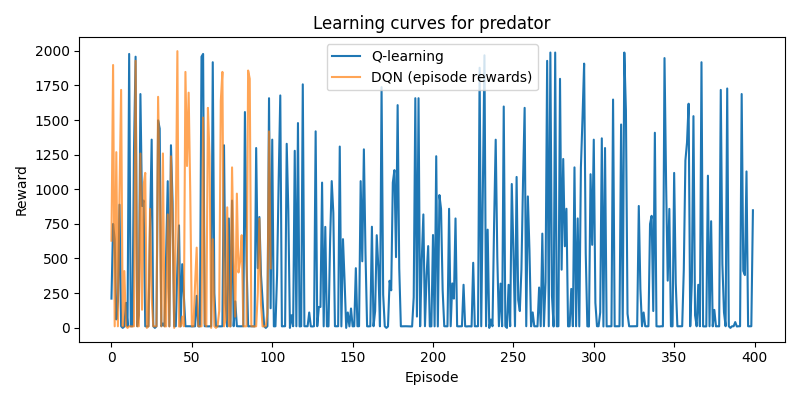 Learning curves for predator
Q-learning
DQN (episode rewards)
Reward
2000
1750
1500
1250
1000
750
500
250
0
0 50 100 150 200 250 300 350 400
Episode